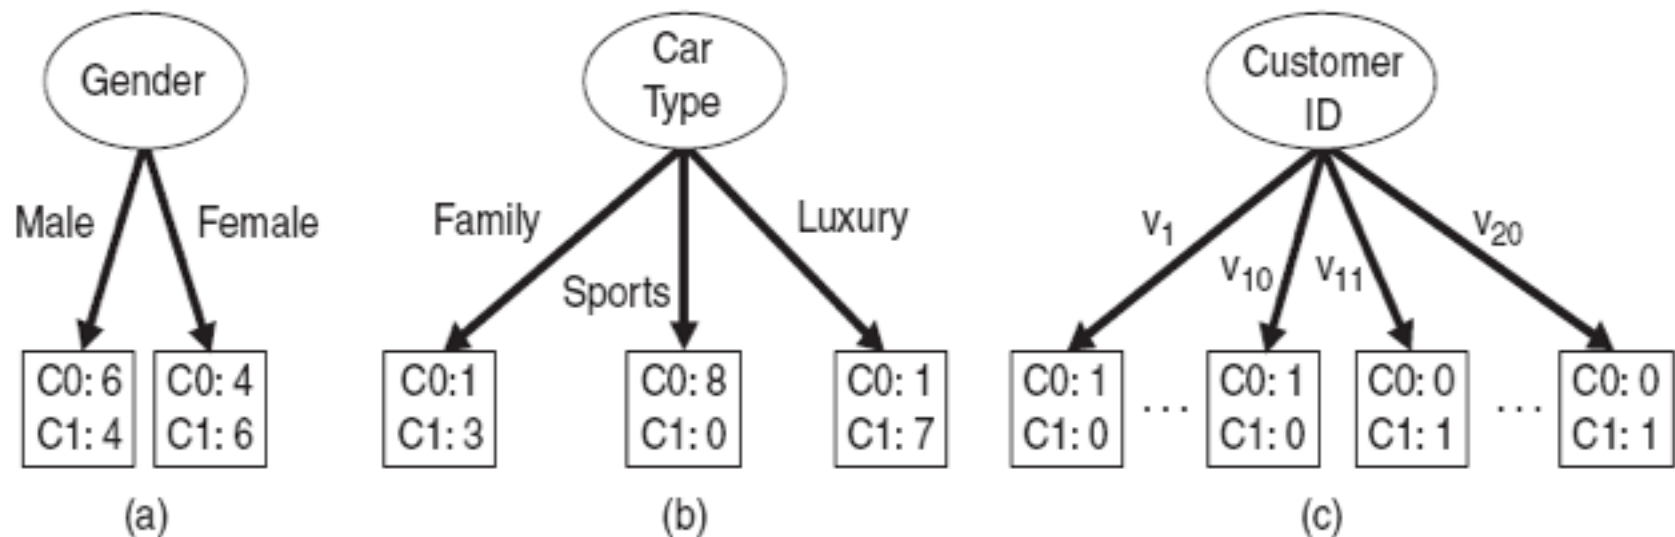 Gender
Male
Female
C0: 6
C1: 4
C0: 4
C1: 6
(a)
Car
Type
Family
Sports
Luxury
C0:1
C1: 3
C0: 8
C1: 0
C0: 1
C1: 7
(b)
Customer
ID
v1
v10
v11
v20
C0: 1
C1: 0
...
C0: 1
C1: 0
C0: 0
C1: 1
...
C0: 0
C1: 1
(c)